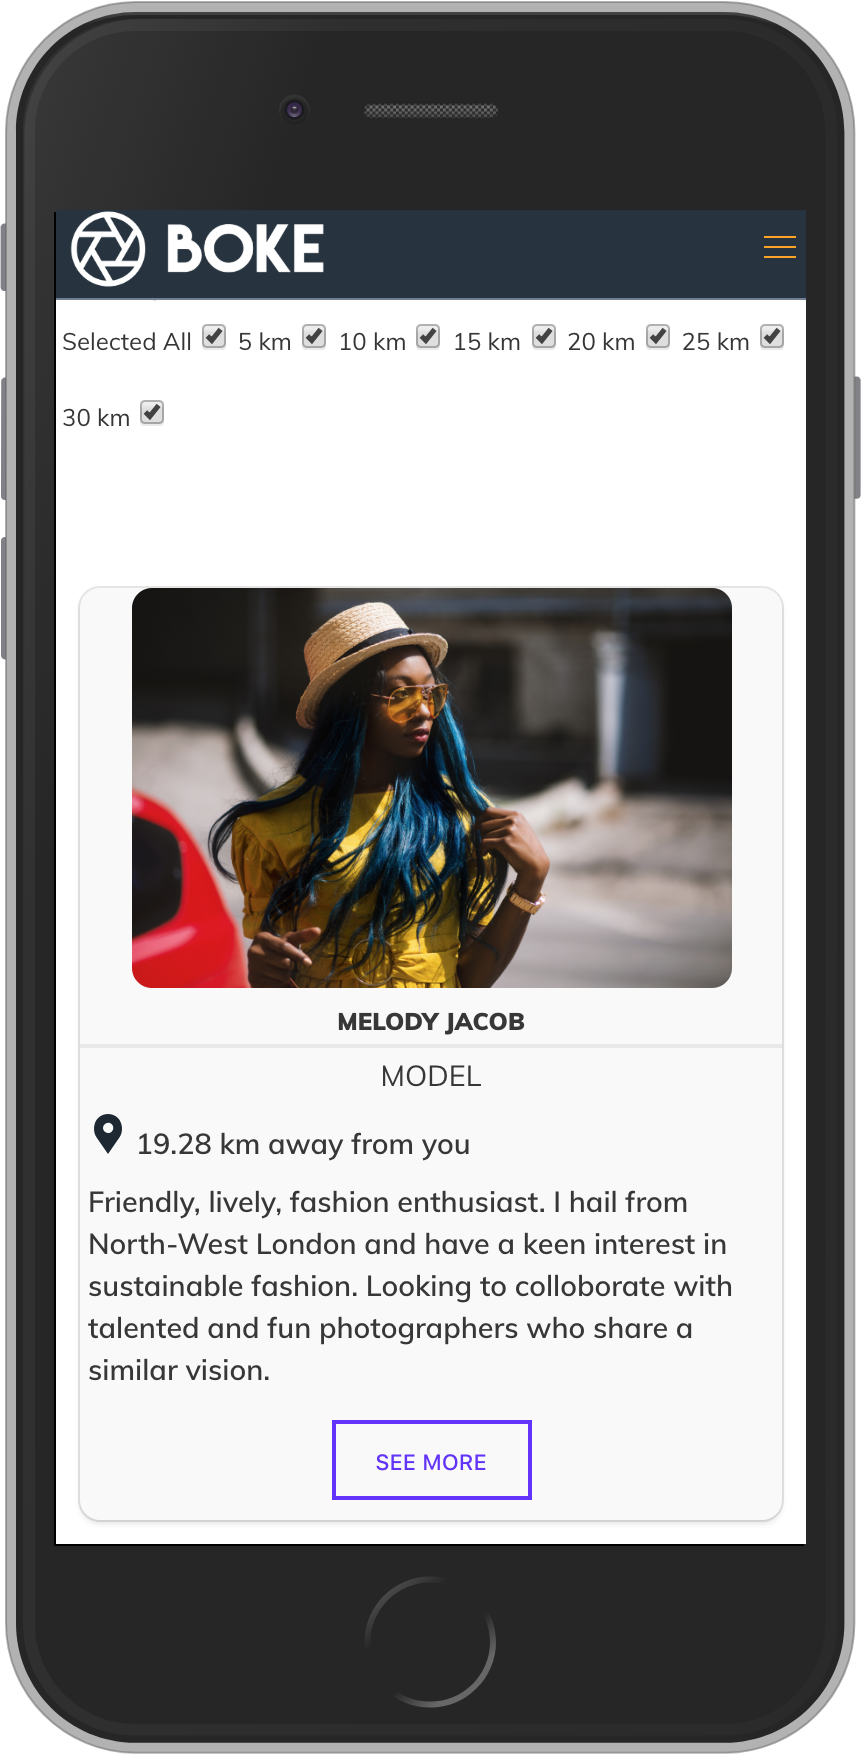 BOKE
Selected All 5 km 10 km 15 km 20 km 25 km
30 km
MELODY JACOB
MODEL
19.28 km away from you
Friendly, lively, fashion enthusiast. I hail from
North-West London and have a keen interest in
sustainable fashion. Looking to colloborate with
talented and fun photographers who share a
similar vision.
SEE MORE